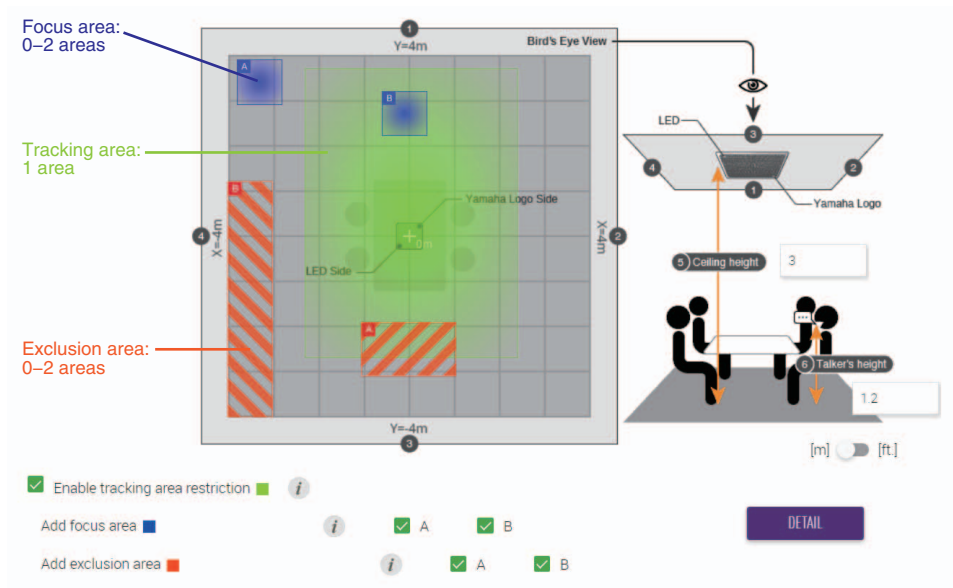 Focus area:
0–2 areas
1
Y=4m
Bird's Eye View
A
B
LED
3
4
2
1
Yamaha Logo
Tracking area:
1 area
B
Yamaha Logo Side
4
X=-4m
0m
X=4m
2
LED Side
5 Ceiling height
3
A
Exclusion area:
0–2 areas
6 Talker's height
1.2
Y=-4m
3
[m] [ft.]
Enable tracking area restriction i
Add focus area i A B
DETAIL
Add exclusion area i A B